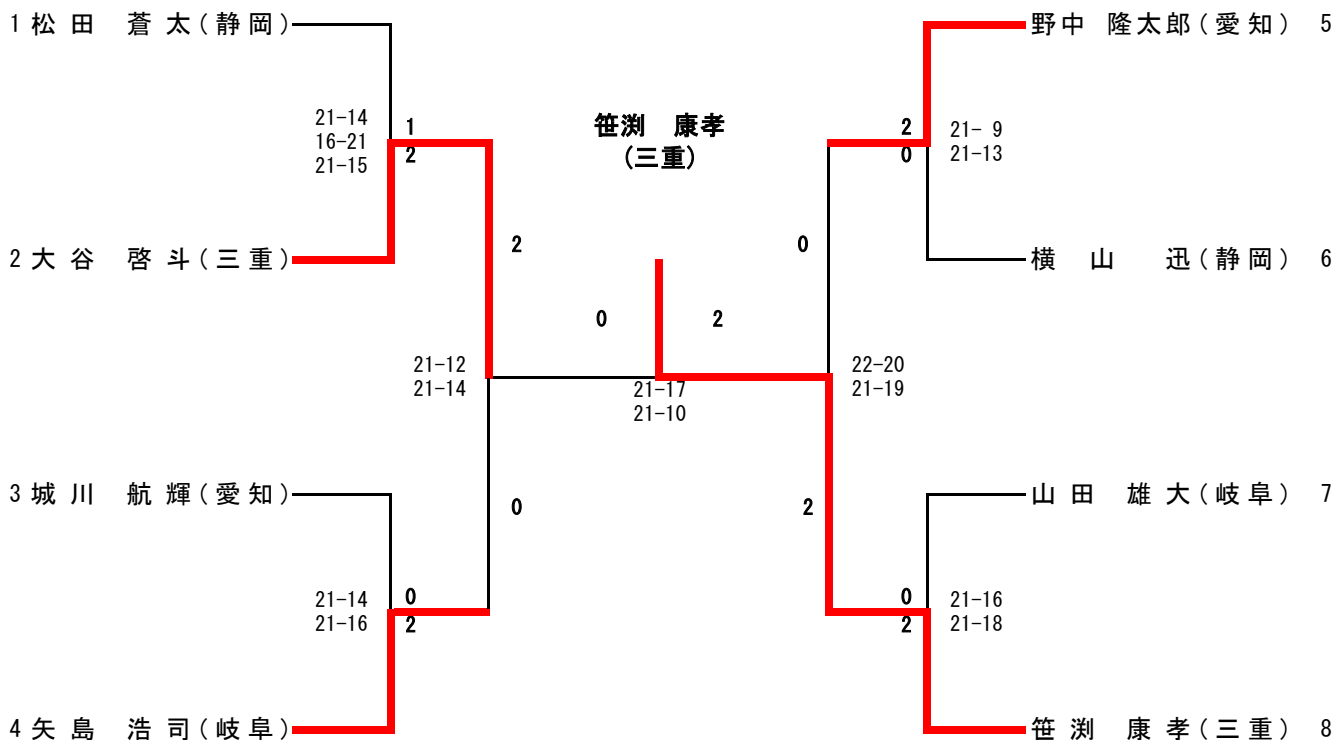 1 松田 蒼太(静岡)
野中 隆太郎(愛知) 5
21-14
16-21
21-15
1
2
笹渕 康孝
(三重)
2
0
21- 9
21-13
2 大谷 啓斗(三重)
2
0
横山 迅(静岡) 6
0
2
21-12
21-14
21-17
21-10
22-20
21-19
3 城川 航輝(愛知)
0
2
山田 雄大(岐阜) 7
21-14
21-16
0
2
0
2
21-16
21-18
4 矢島 浩司(岐阜)
笹渕 康孝(三重) 8